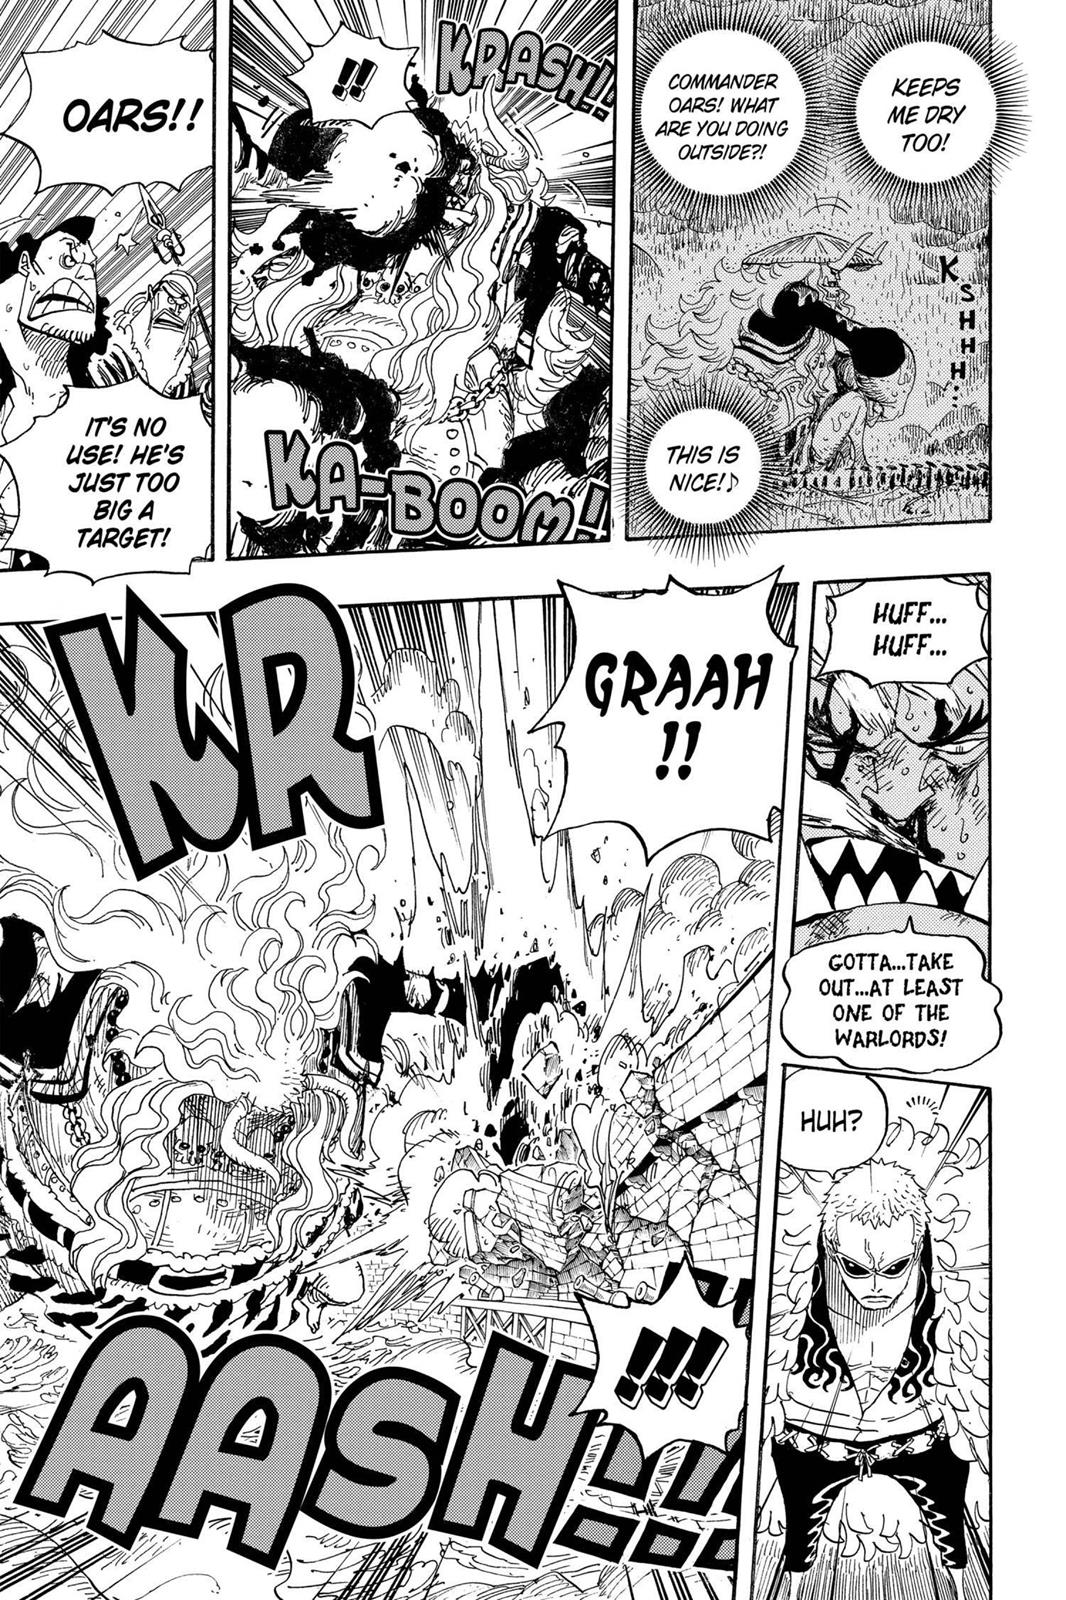 COMMANDER
OARS! WHAT
ARE YOU DOING
OUTSIDE?!
KEEPS
ME DRY
TOO!
KSHHH..
THIS IS
NICE!♪
KRASH!!
!!
KA-BOOM!!
OARS!!
IT'S NO
USE! HE'S
JUST TOO
BIG A
TARGET!
HUFF...
HUFF...
GOTTA...TAKE
OUT...AT LEAST
ONE OF THE
WARLORDS!
HUH?
GRAAH
!!
KR
AASH!!!
!!!